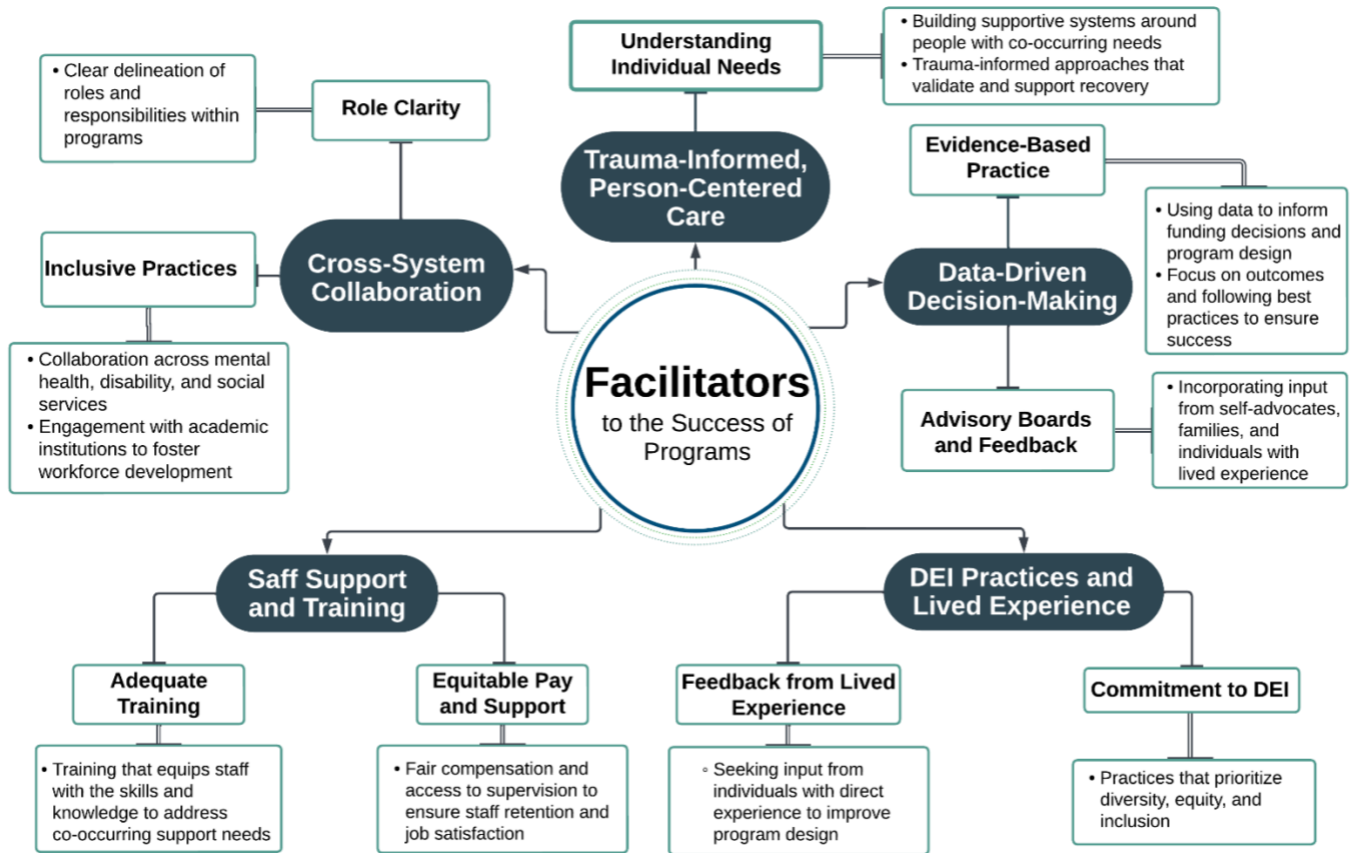 Facilitators
to the Success of
Programs
Trauma-Informed,
Person-Centered
Care
Understanding
Individual Needs
• Building supportive systems around
people with co-occurring needs
• Trauma-informed approaches that
validate and support recovery
Cross-System
Collaboration
Role Clarity
• Clear delineation of
roles and
responsibilities within
programs
Inclusive Practices
• Collaboration across mental
health, disability, and social
services
• Engagement with academic
institutions to foster
workforce development
Data-Driven
Decision-Making
Evidence-Based
Practice
• Using data to inform
funding decisions and
program design
• Focus on outcomes
and following best
practices to ensure
success
Advisory Boards
and Feedback
• Incorporating input
from self-advocates,
families, and
individuals with
lived experience
Saff Support
and Training
Adequate
Training
• Training that equips staff
with the skills and
knowledge to address
co-occurring support needs
Equitable Pay
and Support
• Fair compensation and
access to supervision to
ensure staff retention and
job satisfaction
DEI Practices and
Lived Experience
Feedback from Lived
Experience
◦ Seeking input from
individuals with direct
experience to improve
program design
Commitment to DEI
• Practices that prioritize
diversity, equity, and
inclusion